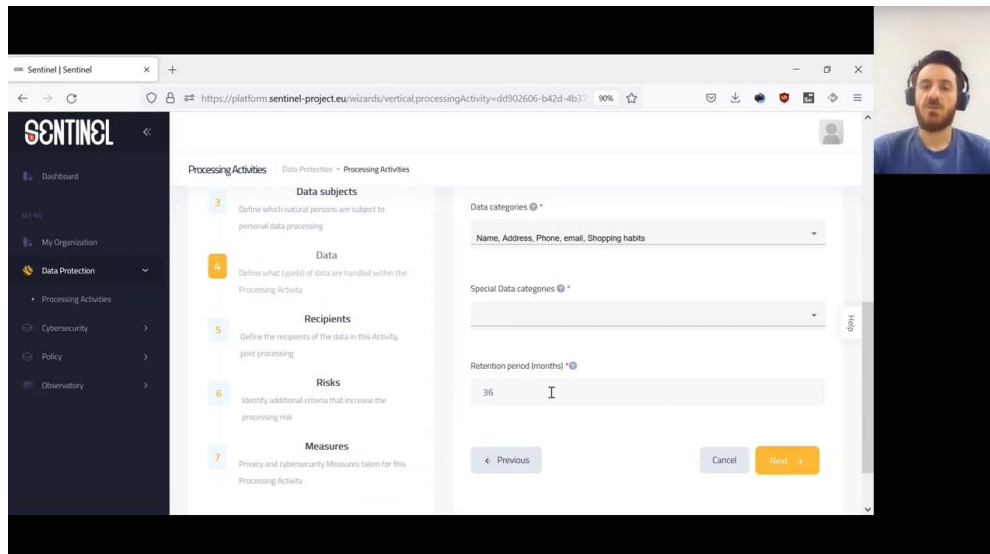 Sentinel | Sentinel
https://platform.sentinel-project.eu/wizards/vertical;processingActivity=dd902606-b42d-4b37
90%
SENTINEL
Dashboard
MENU
My Organization
Data Protection
Processing Activities
Cybersecurity
Policy
Observatory
Processing Activities
Data Protection - Processing Activities
3
Data subjects
Define which natural persons are subject to
personal data processing
4
Data
Define what type(s) of data are handled within the
Processing Activity
5
Recipients
Define the recipients of the data in this Activity,
post processing
6
Risks
Identify additional criteria that increase the
processing risk
7
Measures
Privacy and cybersecurity Measures taken for this
Processing Activity
Data categories *
Name, Address, Phone, email, Shopping habits
Special Data categories *
Retention period (months) *
36
← Previous
Cancel
Next →
Help